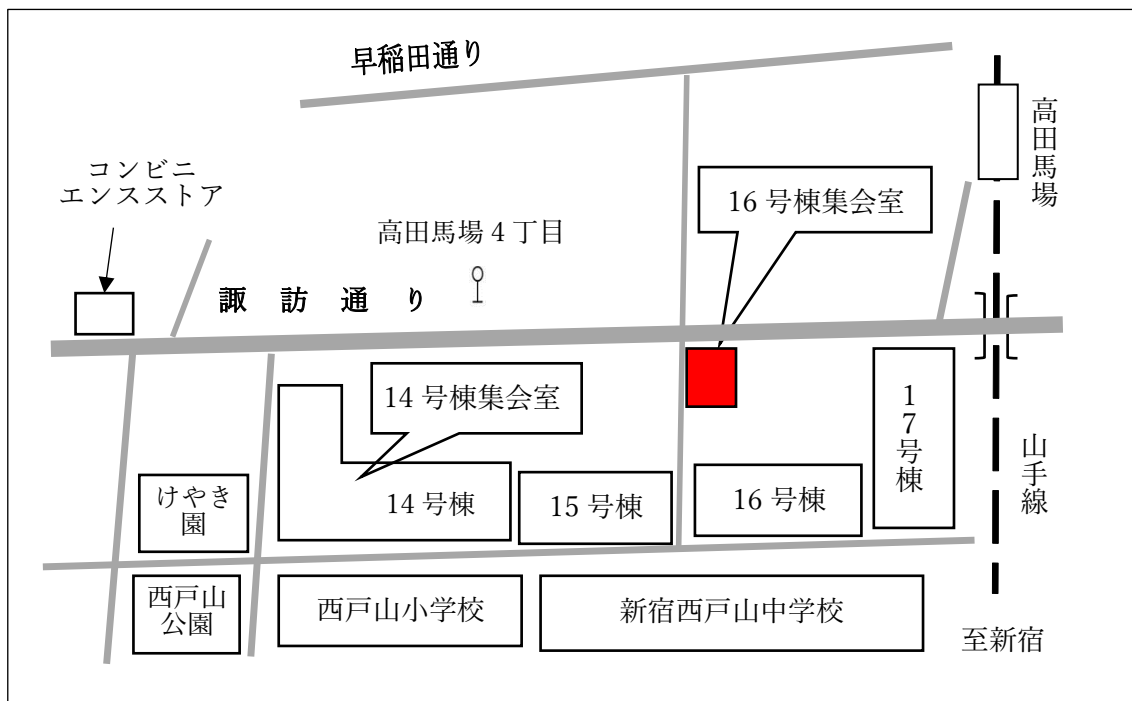 早稲田通り
高田馬場
コンビニ
エンスストア
16号棟集会室
高田馬場4丁目
諏訪通り
14号棟集会室
17号棟
山手線
けやき
園
14号棟
15号棟
16号棟
西戸山
公園
西戸山小学校
新宿西戸山中学校
至新宿